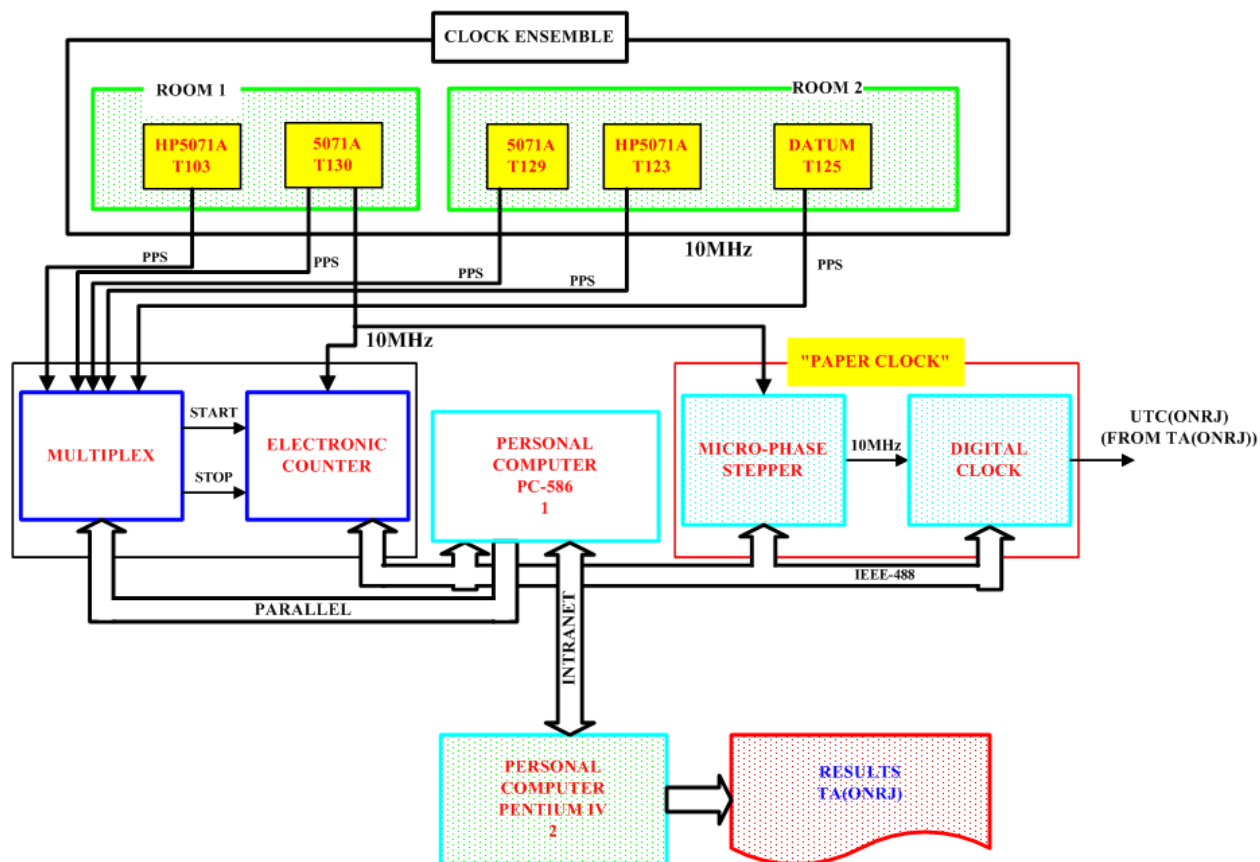 CLOCK ENSEMBLE
ROOM 1
ROOM 2
HP5071A
T103
5071A
T130
5071A
T129
HP5071A
T123
DATUM
T125
10MHz
PPS
PPS
PPS
PPS
PPS
10MHz
"PAPER CLOCK"
MULTIPLEX
START
STOP
ELECTRONIC
COUNTER
PERSONAL
COMPUTER
PC-586
1
MICRO-PHASE
STEPPER
10MHz
DIGITAL
CLOCK
UTC(ONRJ)
(FROM TA(ONRJ))
IEEE-488
PARALLEL
INTRANET
PERSONAL
COMPUTER
PENTIUM IV
2
RESULTS
TA(ONRJ)